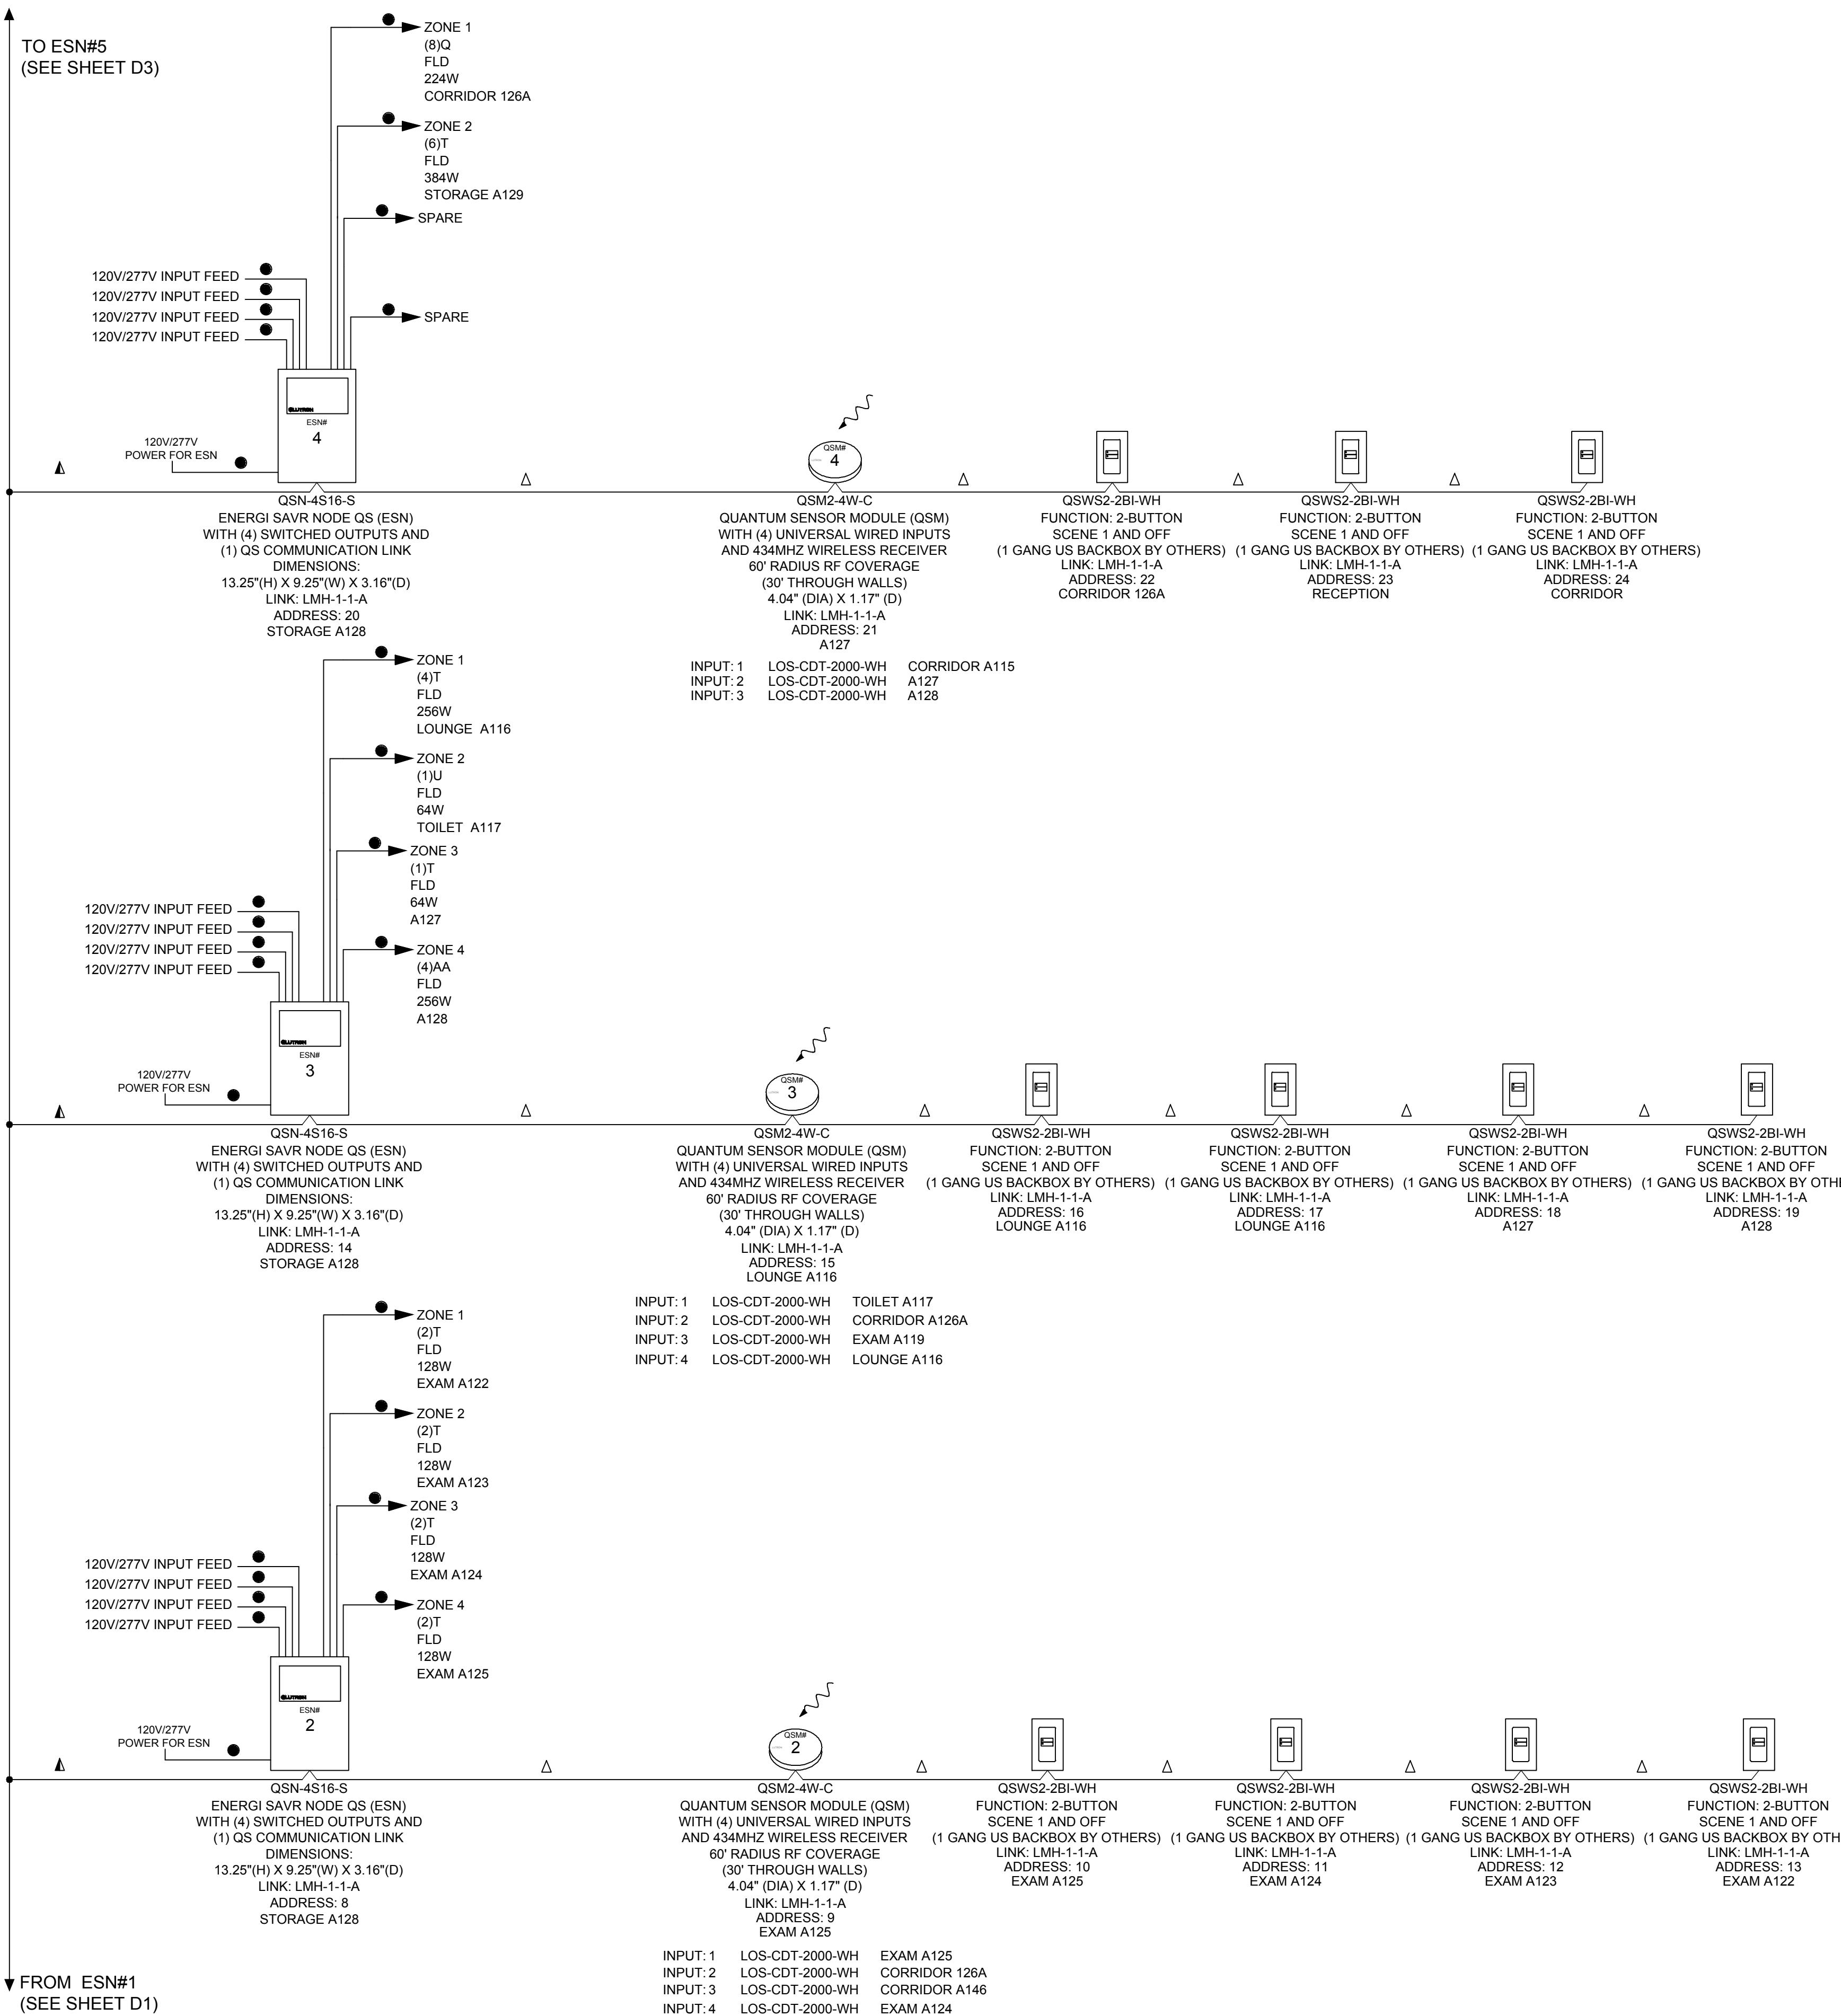 TO ESN#5
(SEE SHEET D3)
ZONE 1
(8)Q
FLD
224W
CORRIDOR 126A
ZONE 2
(6)T
FLD
384W
STORAGE A129
SPARE
SPARE
120V/277V INPUT FEED
120V/277V INPUT FEED
120V/277V INPUT FEED
120V/277V INPUT FEED
LUTRON
ESN#
4
120V/277V
POWER FOR ESN
QSN-4S16-S
ENERGI SAVR NODE QS (ESN)
WITH (4) SWITCHED OUTPUTS AND
(1) QS COMMUNICATION LINK
DIMENSIONS:
13.25"(H) X 9.25"(W) X 3.16"(D)
LINK: LMH-1-1-A
ADDRESS: 20
STORAGE A128
QSM#
4
QSM2-4W-C
QUANTUM SENSOR MODULE (QSM)
WITH (4) UNIVERSAL WIRED INPUTS
AND 434MHZ WIRELESS RECEIVER
60' RADIUS RF COVERAGE
(30' THROUGH WALLS)
4.04" (DIA) X 1.17" (D)
LINK: LMH-1-1-A
ADDRESS: 21
A127
INPUT: 1 LOS-CDT-2000-WH CORRIDOR A115
INPUT: 2 LOS-CDT-2000-WH A127
INPUT: 3 LOS-CDT-2000-WH A128
QSWS2-2BI-WH
FUNCTION: 2-BUTTON
SCENE 1 AND OFF
(1 GANG US BACKBOX BY OTHERS)
LINK: LMH-1-1-A
ADDRESS: 22
CORRIDOR 126A
QSWS2-2BI-WH
FUNCTION: 2-BUTTON
SCENE 1 AND OFF
(1 GANG US BACKBOX BY OTHERS)
LINK: LMH-1-1-A
ADDRESS: 23
RECEPTION
QSWS2-2BI-WH
FUNCTION: 2-BUTTON
SCENE 1 AND OFF
(1 GANG US BACKBOX BY OTHERS)
LINK: LMH-1-1-A
ADDRESS: 24
CORRIDOR
ZONE 1
(4)T
FLD
256W
LOUNGE A116
ZONE 2
(1)U
FLD
64W
TOILET A117
ZONE 3
(1)T
FLD
64W
A127
ZONE 4
(4)AA
FLD
256W
A128
120V/277V INPUT FEED
120V/277V INPUT FEED
120V/277V INPUT FEED
120V/277V INPUT FEED
LUTRON
ESN#
3
120V/277V
POWER FOR ESN
QSN-4S16-S
ENERGI SAVR NODE QS (ESN)
WITH (4) SWITCHED OUTPUTS AND
(1) QS COMMUNICATION LINK
DIMENSIONS:
13.25"(H) X 9.25"(W) X 3.16"(D)
LINK: LMH-1-1-A
ADDRESS: 14
STORAGE A128
QSM#
3
QSM2-4W-C
QUANTUM SENSOR MODULE (QSM)
WITH (4) UNIVERSAL WIRED INPUTS
AND 434MHZ WIRELESS RECEIVER
60' RADIUS RF COVERAGE
(30' THROUGH WALLS)
4.04" (DIA) X 1.17" (D)
LINK: LMH-1-1-A
ADDRESS: 15
LOUNGE A116
INPUT: 1 LOS-CDT-2000-WH TOILET A117
INPUT: 2 LOS-CDT-2000-WH CORRIDOR A126A
INPUT: 3 LOS-CDT-2000-WH EXAM A119
INPUT: 4 LOS-CDT-2000-WH LOUNGE A116
QSWS2-2BI-WH
FUNCTION: 2-BUTTON
SCENE 1 AND OFF
(1 GANG US BACKBOX BY OTHERS)
LINK: LMH-1-1-A
ADDRESS: 16
LOUNGE A116
QSWS2-2BI-WH
FUNCTION: 2-BUTTON
SCENE 1 AND OFF
(1 GANG US BACKBOX BY OTHERS)
LINK: LMH-1-1-A
ADDRESS: 17
LOUNGE A116
QSWS2-2BI-WH
FUNCTION: 2-BUTTON
SCENE 1 AND OFF
(1 GANG US BACKBOX BY OTHERS)
LINK: LMH-1-1-A
ADDRESS: 18
A127
QSWS2-2BI-WH
FUNCTION: 2-BUTTON
SCENE 1 AND OFF
(1 GANG US BACKBOX BY OTH
LINK: LMH-1-1-A
ADDRESS: 19
A128
ZONE 1
(2)T
FLD
128W
EXAM A122
ZONE 2
(2)T
FLD
128W
EXAM A123
ZONE 3
(2)T
FLD
128W
EXAM A124
ZONE 4
(2)T
FLD
128W
EXAM A125
120V/277V INPUT FEED
120V/277V INPUT FEED
120V/277V INPUT FEED
120V/277V INPUT FEED
LUTRON
ESN#
2
120V/277V
POWER FOR ESN
QSN-4S16-S
ENERGI SAVR NODE QS (ESN)
WITH (4) SWITCHED OUTPUTS AND
(1) QS COMMUNICATION LINK
DIMENSIONS:
13.25"(H) X 9.25"(W) X 3.16"(D)
LINK: LMH-1-1-A
ADDRESS: 8
STORAGE A128
QSM#
2
QSM2-4W-C
QUANTUM SENSOR MODULE (QSM)
WITH (4) UNIVERSAL WIRED INPUTS
AND 434MHZ WIRELESS RECEIVER
60' RADIUS RF COVERAGE
(30' THROUGH WALLS)
4.04" (DIA) X 1.17" (D)
LINK: LMH-1-1-A
ADDRESS: 9
EXAM A125
INPUT: 1 LOS-CDT-2000-WH EXAM A125
INPUT: 2 LOS-CDT-2000-WH CORRIDOR 126A
INPUT: 3 LOS-CDT-2000-WH CORRIDOR A146
INPUT: 4 LOS-CDT-2000-WH EXAM A124
QSWS2-2BI-WH
FUNCTION: 2-BUTTON
SCENE 1 AND OFF
(1 GANG US BACKBOX BY OTHERS)
LINK: LMH-1-1-A
ADDRESS: 10
EXAM A125
QSWS2-2BI-WH
FUNCTION: 2-BUTTON
SCENE 1 AND OFF
(1 GANG US BACKBOX BY OTHERS)
LINK: LMH-1-1-A
ADDRESS: 11
EXAM A124
QSWS2-2BI-WH
FUNCTION: 2-BUTTON
SCENE 1 AND OFF
(1 GANG US BACKBOX BY OTHERS)
LINK: LMH-1-1-A
ADDRESS: 12
EXAM A123
QSWS2-2BI-WH
FUNCTION: 2-BUTTON
SCENE 1 AND OFF
(1 GANG US BACKBOX BY OTH
LINK: LMH-1-1-A
ADDRESS: 13
EXAM A122
FROM ESN#1
(SEE SHEET D1)